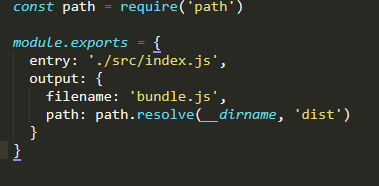 const path = require('path')
module.exports = {
entry: './src/index.js',
output: {
filename: 'bundle.js',
path: path.resolve(__dirname, 'dist')
}
}